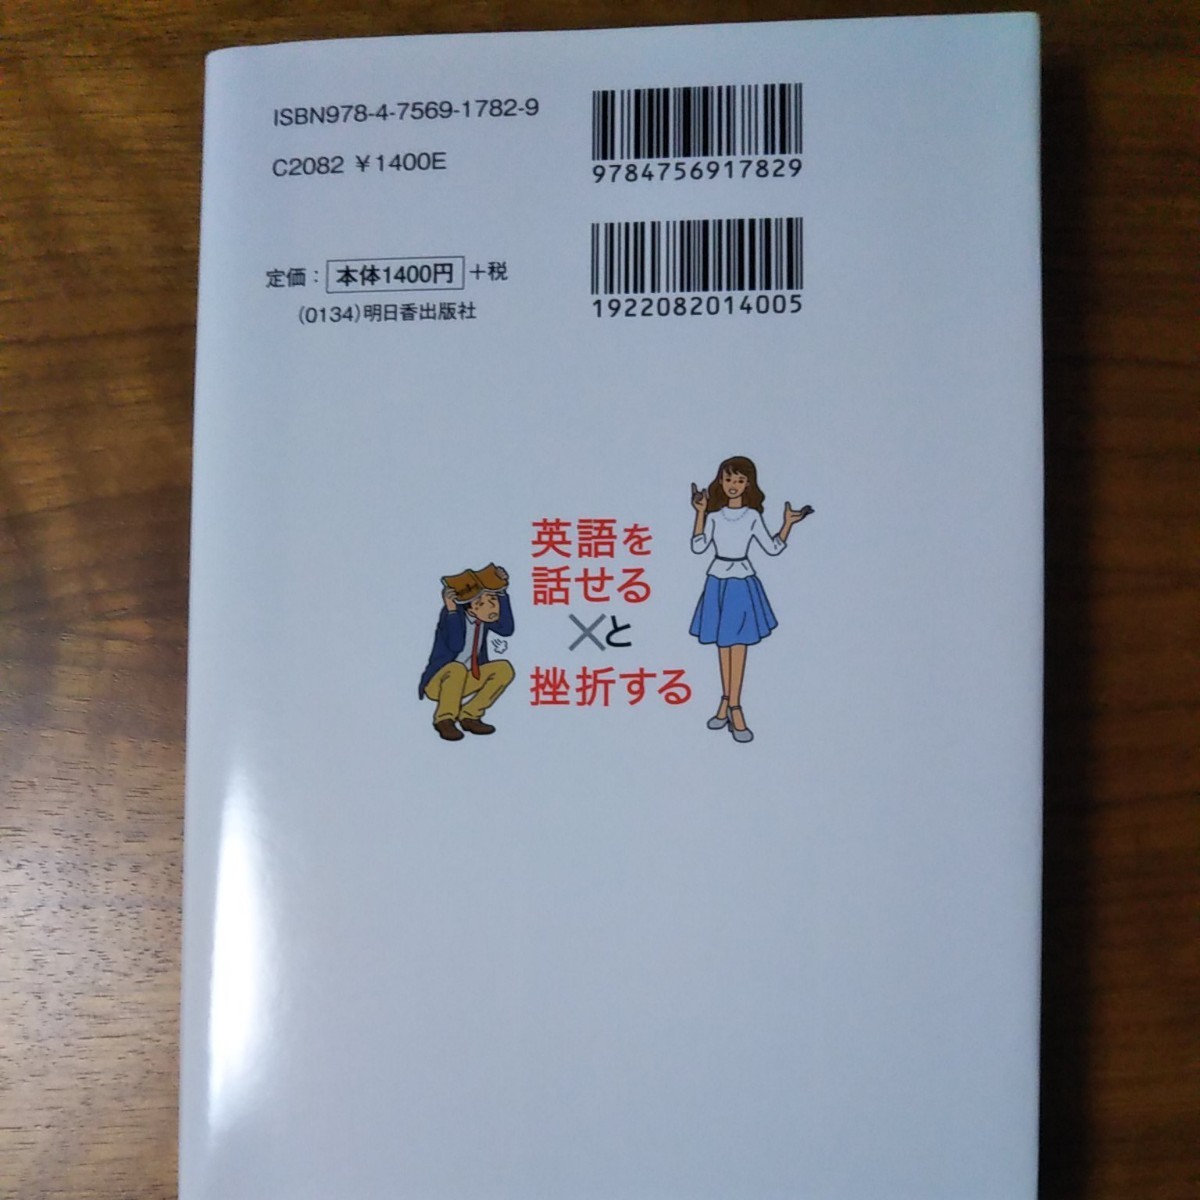 ISBN978-4-7569-1782-9
C2082 ¥1400E
9784756917829
1922082014005
定価：本体1400円+税
(0134)明日香出版社
英語を
話せる
×と
挫折する